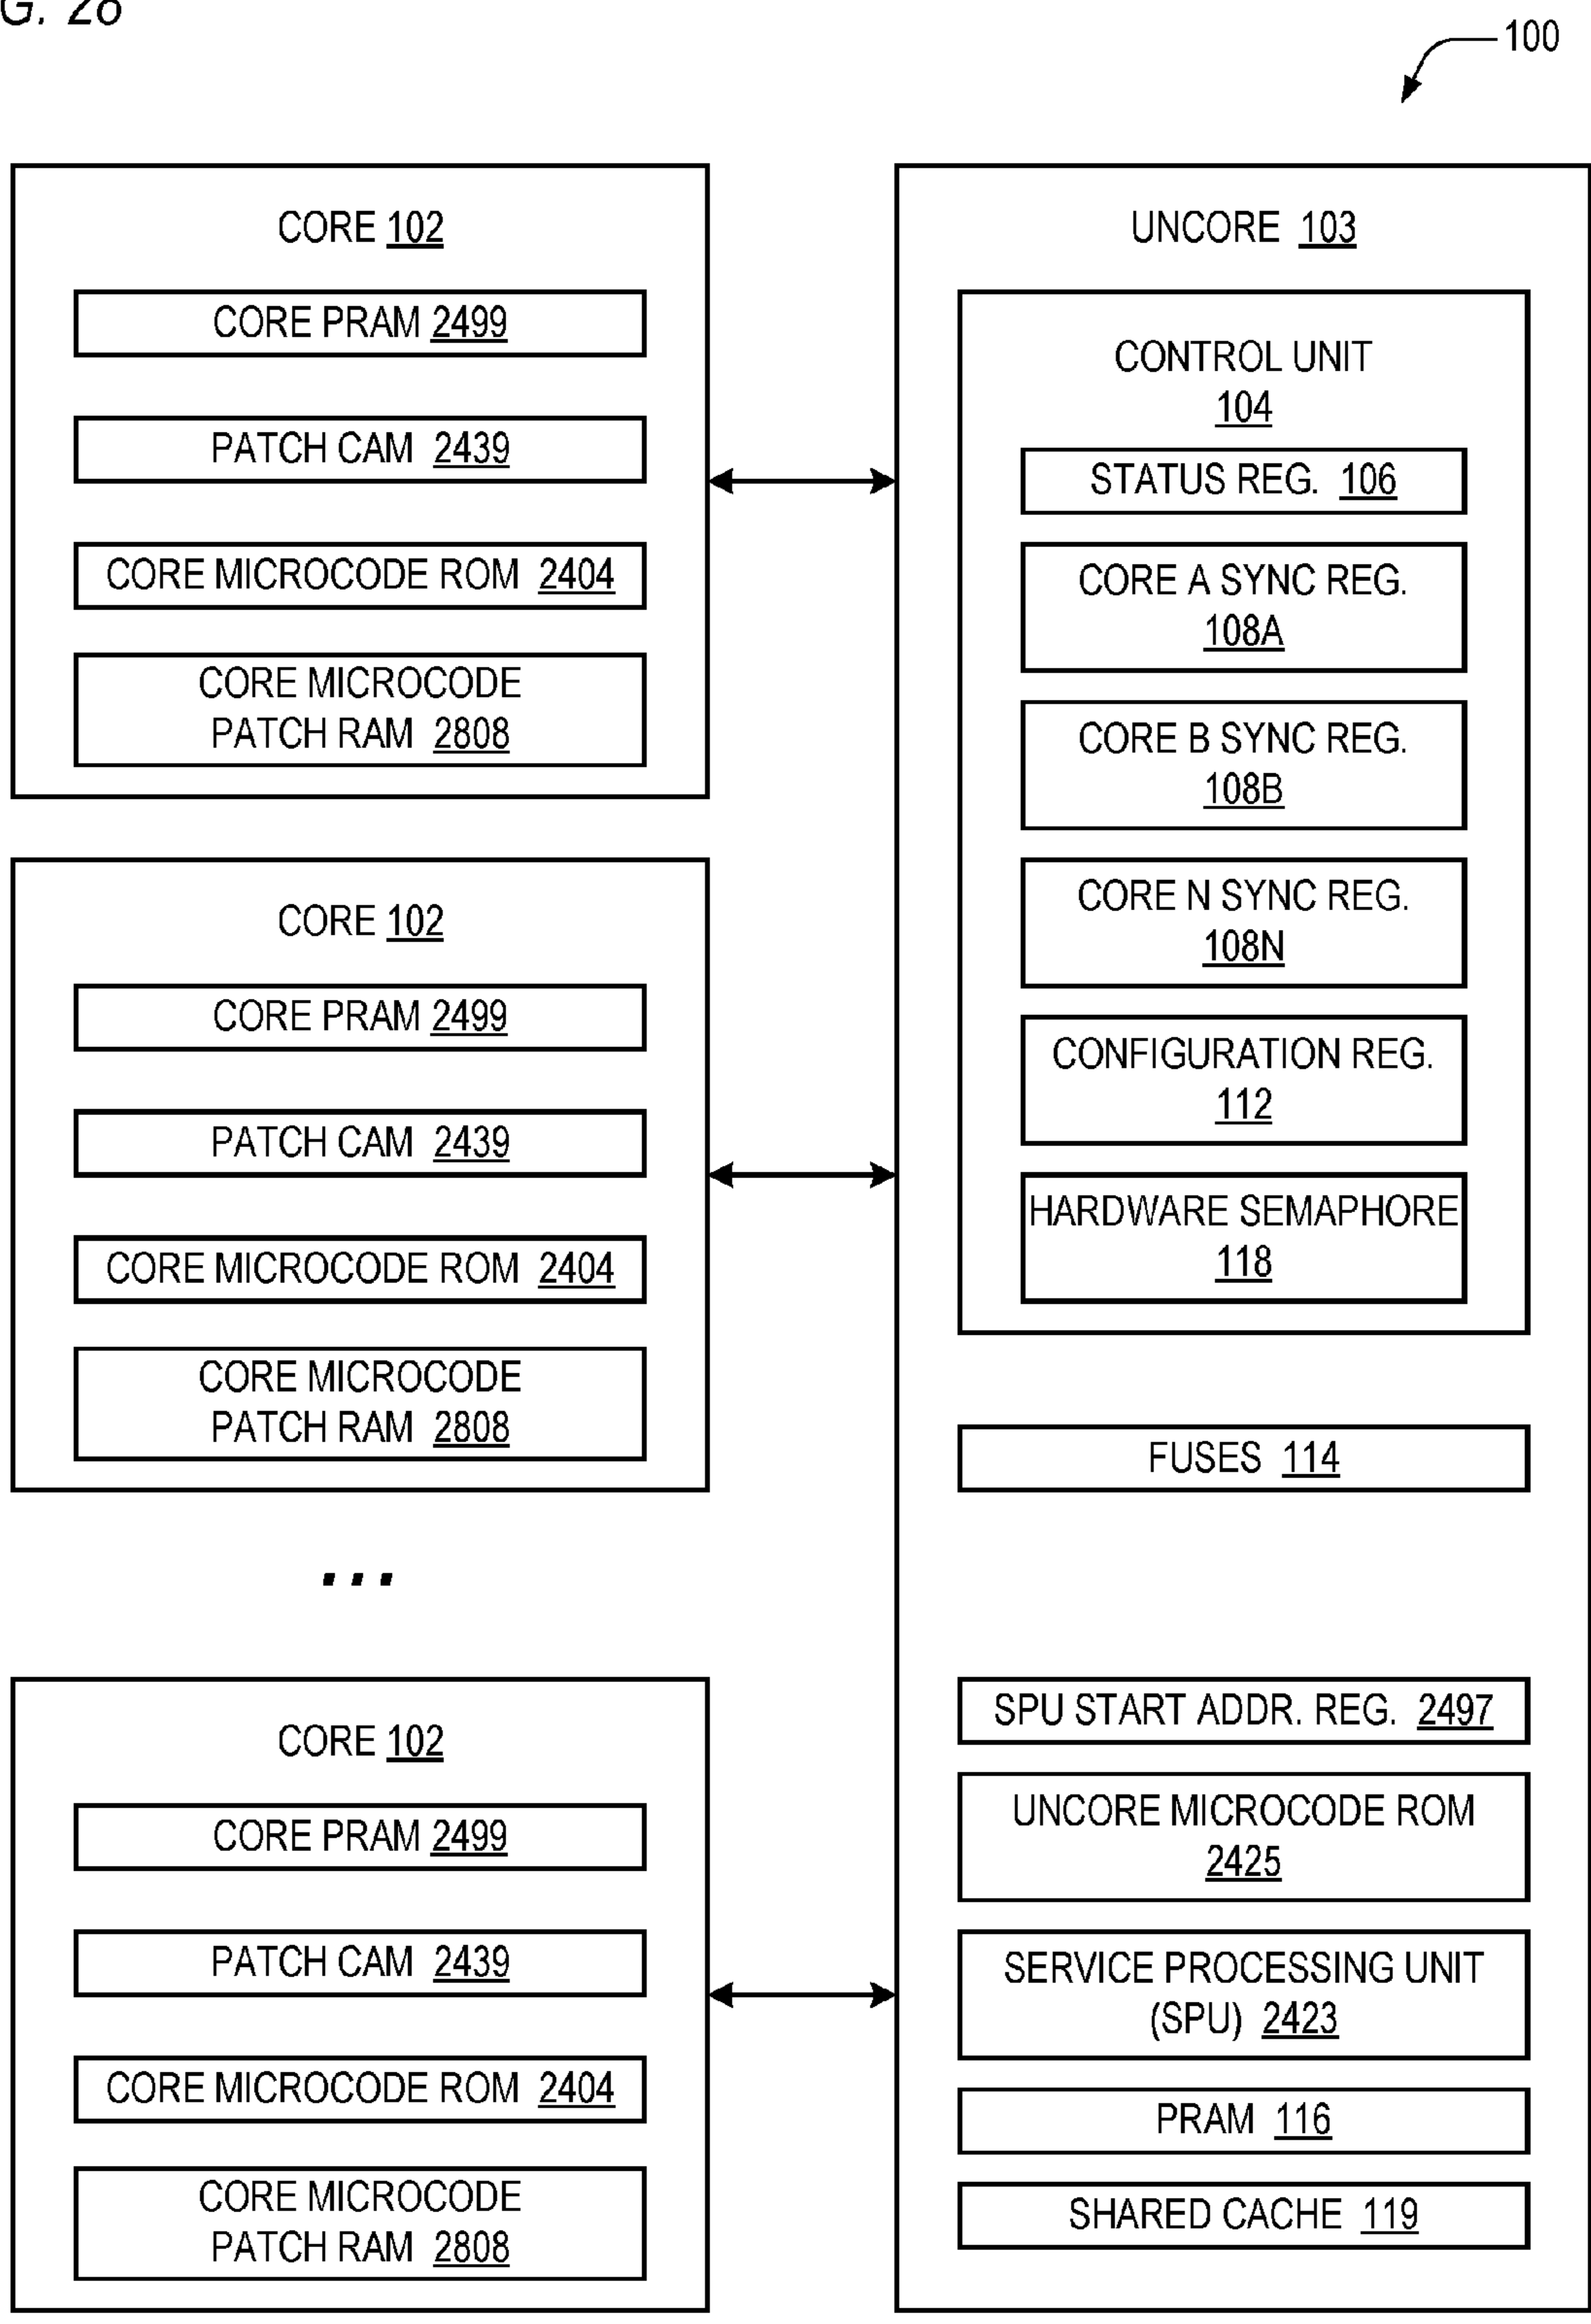 G. 28
100
CORE 102
CORE PRAM 2499
PATCH CAM 2439
CORE MICROCODE ROM 2404
CORE MICROCODE
PATCH RAM 2808
CORE 102
CORE PRAM 2499
PATCH CAM 2439
CORE MICROCODE ROM 2404
CORE MICROCODE
PATCH RAM 2808
...
CORE 102
CORE PRAM 2499
PATCH CAM 2439
CORE MICROCODE ROM 2404
CORE MICROCODE
PATCH RAM 2808
UNCORE 103
CONTROL UNIT
104
STATUS REG. 106
CORE A SYNC REG.
108A
CORE B SYNC REG.
108B
CORE N SYNC REG.
108N
CONFIGURATION REG.
112
HARDWARE SEMAPHORE
118
FUSES 114
SPU START ADDR. REG. 2497
UNCORE MICROCODE ROM
2425
SERVICE PROCESSING UNIT
(SPU) 2423
PRAM 116
SHARED CACHE 119